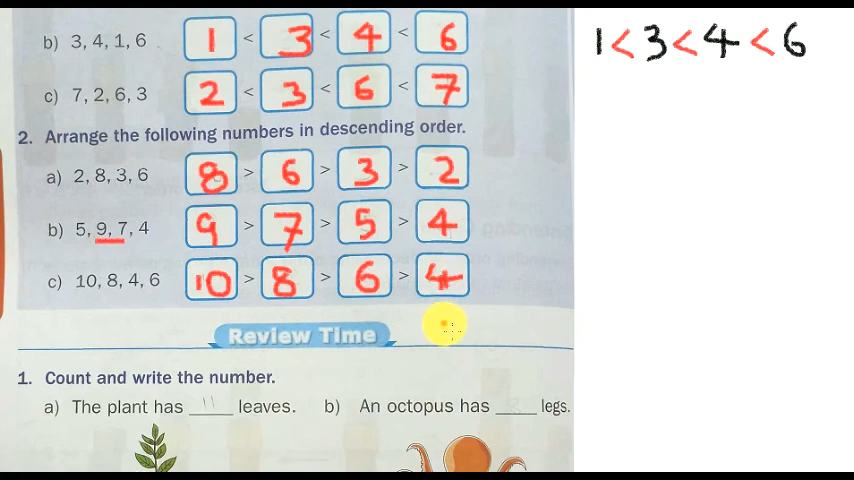 b) 3, 4, 1, 6 1 < 3 < 4 < 6
1 < 3 < 4 < 6
c) 7, 2, 6, 3 2 < 3 < 6 < 7
2. Arrange the following numbers in descending order.
a) 2, 8, 3, 6 8 > 6 > 3 > 2
b) 5, 9, 7, 4 9 > 7 > 5 > 4
c) 10, 8, 4, 6 10 > 8 > 6 > 4
Review Time
1. Count and write the number.
a) The plant has 11 leaves. b) An octopus has ____ legs.